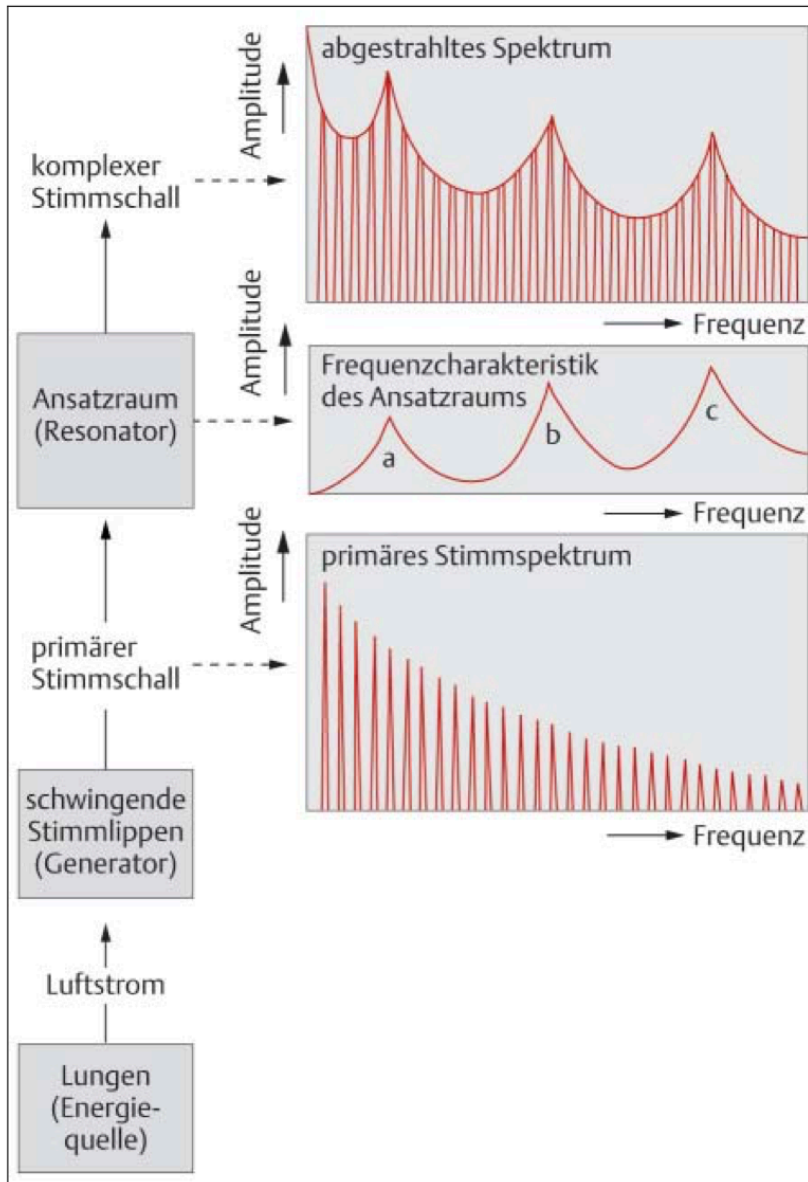 abgestrahltes Spektrum
Amplitude
komplexer
Stimmschall
Frequenz
Amplitude
Frequenzcharakteristik
des Ansatzraums
Ansatzraum
(Resonator)
a
b
c
Frequenz
Amplitude
primäres Stimmspektrum
primärer
Stimmschall
schwingende
Stimmlippen
(Generator)
Frequenz
Luftstrom
Lungen
(Energie-
quelle)